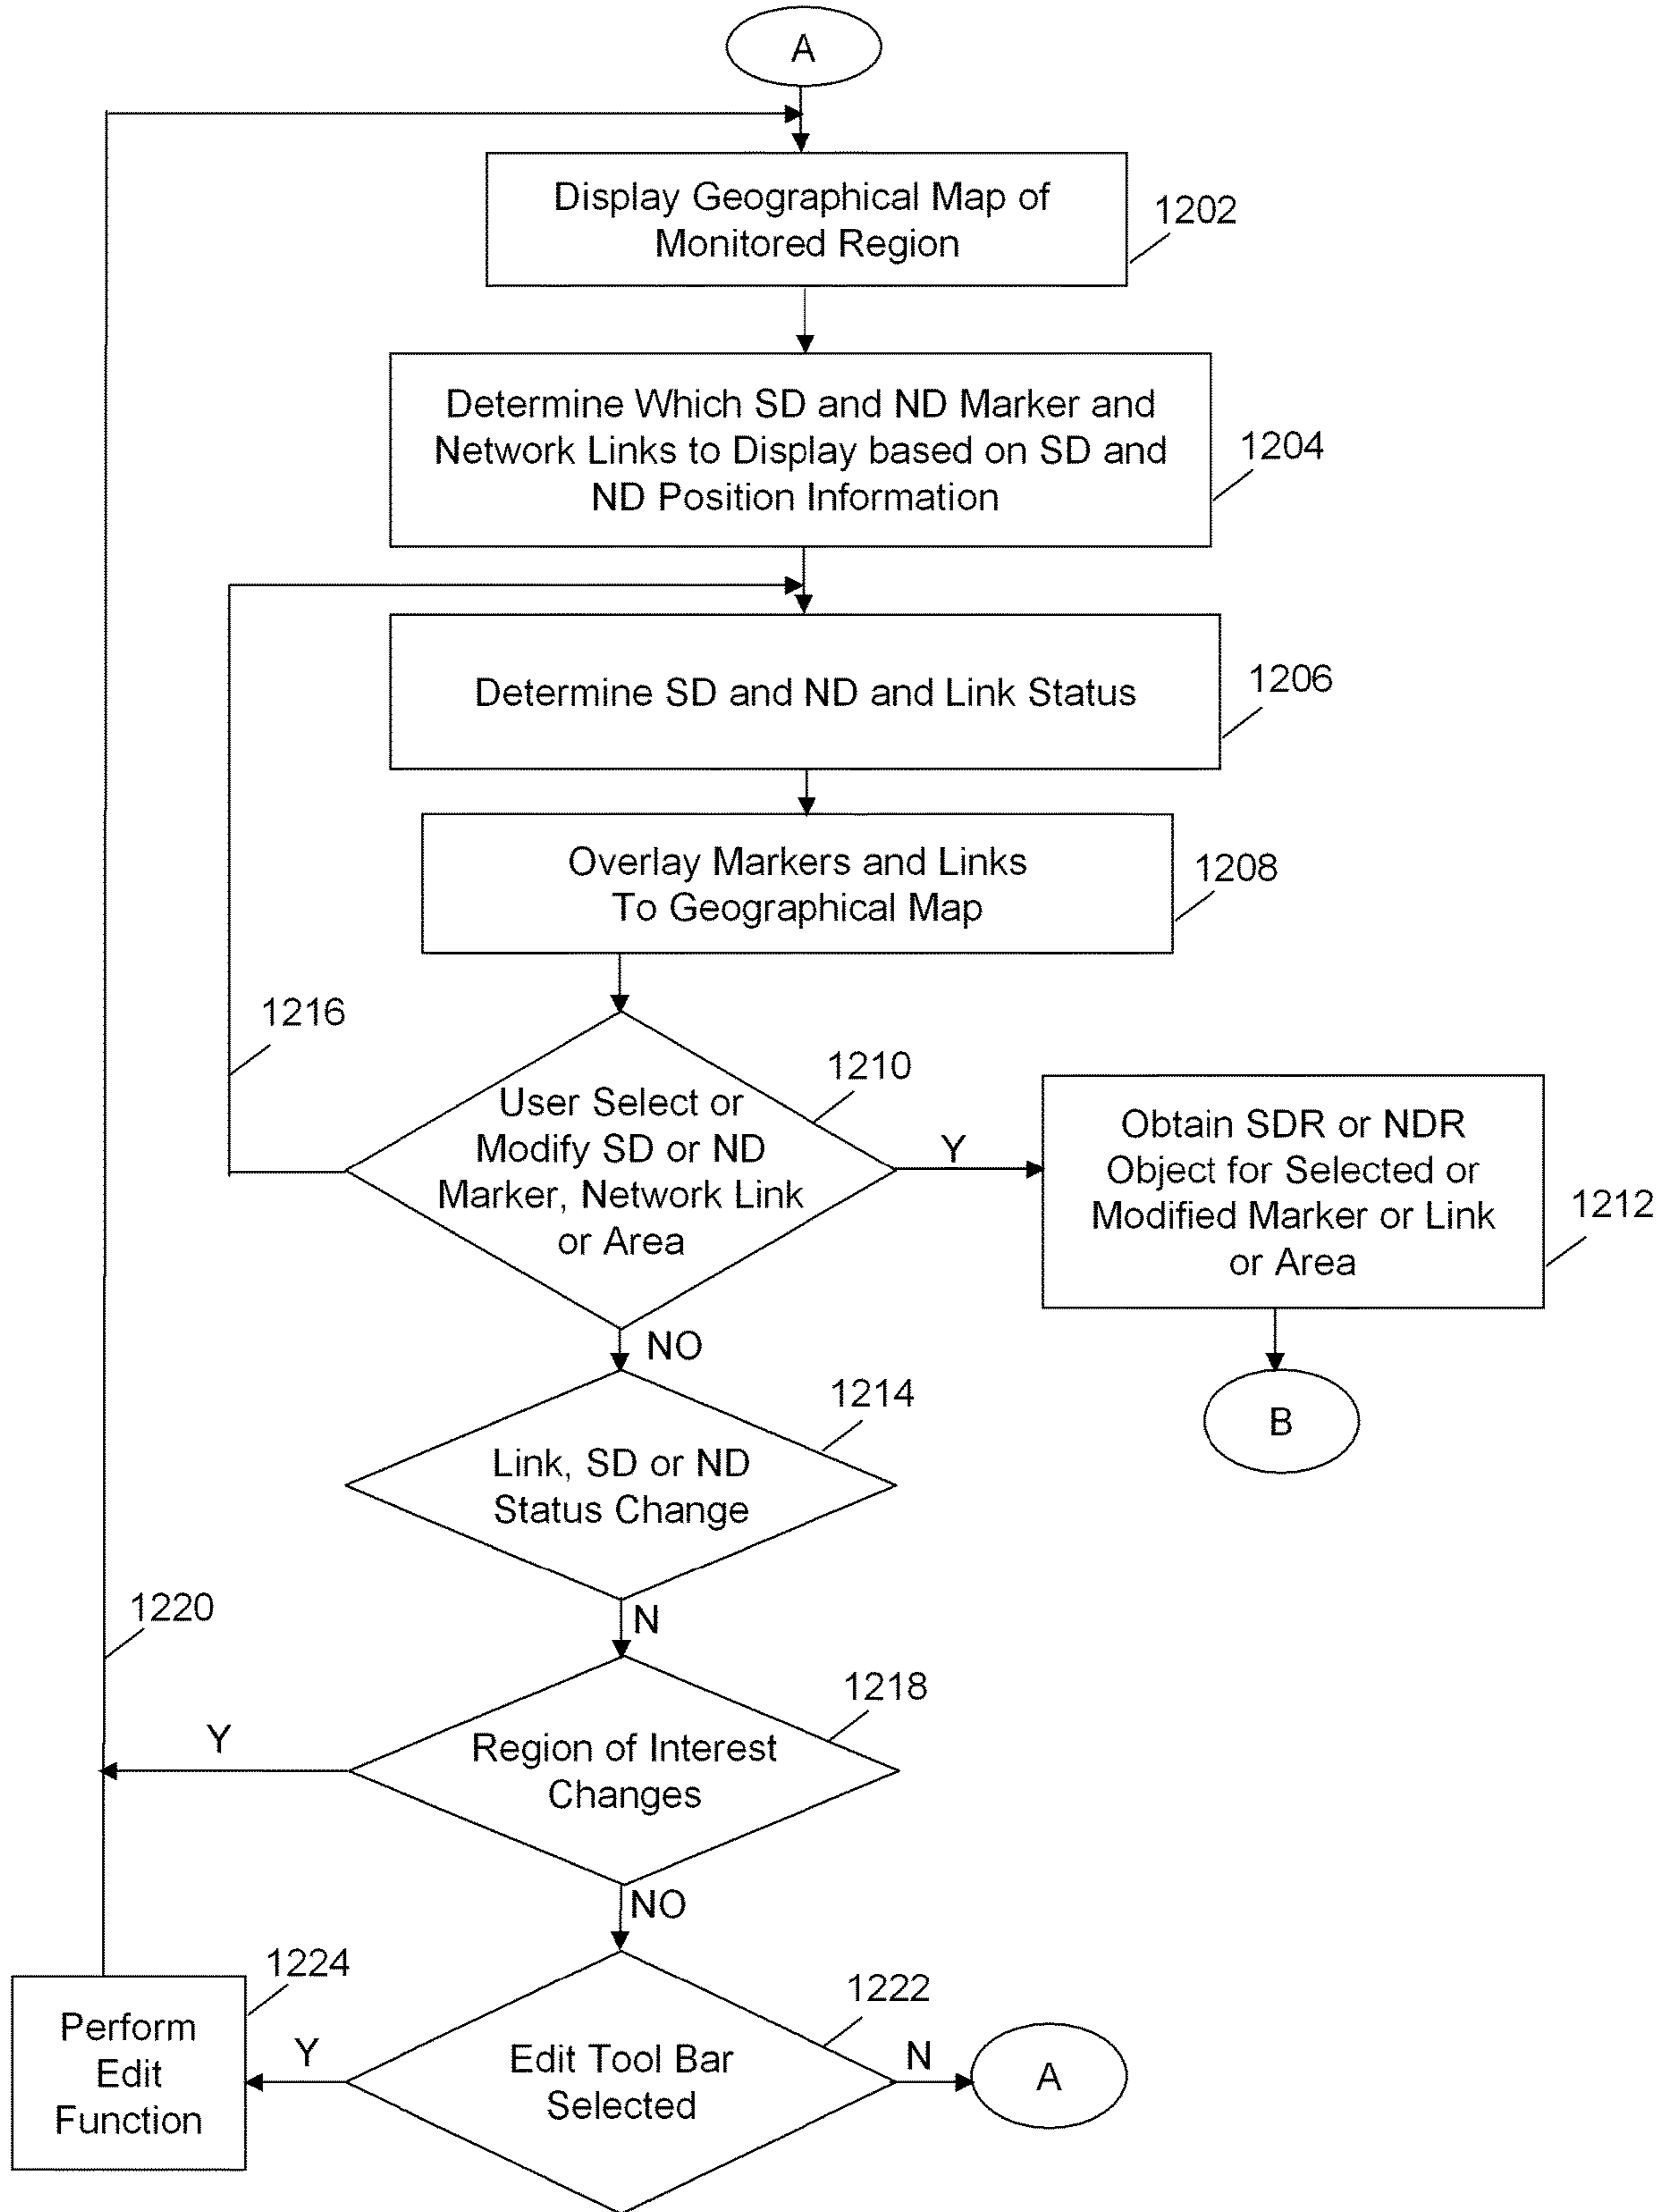 A
Display Geographical Map of
Monitored Region
1202
Determine Which SD and ND Marker and
Network Links to Display based on SD and
ND Position Information
1204
Determine SD and ND and Link Status
1206
Overlay Markers and Links
To Geographical Map
1208
1216
User Select or
Modify SD or ND
Marker, Network Link
or Area
1210
Y
Obtain SDR or NDR
Object for Selected or
Modified Marker or Link
or Area
1212
NO
B
Link, SD or ND
Status Change
1214
N
1220
Region of Interest
Changes
1218
Y
NO
Edit Tool Bar
Selected
1222
Y
N
A
Perform
Edit
Function
1224